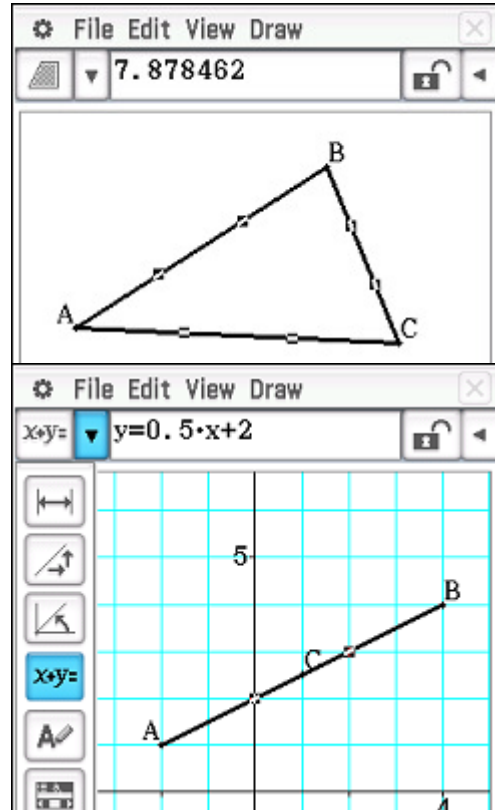 File Edit View Draw
7.878462
B
A
C
File Edit View Draw
x+y= y=0.5·x+2
5
B
C
x+y=
A
A
4